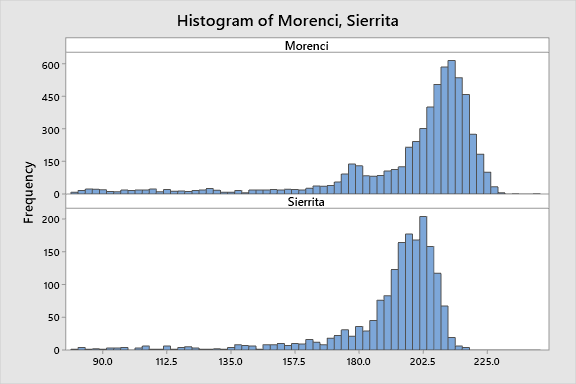 Histogram of Morenci, Sierrita
Morenci
600
450
300
150
0
Frequency
Sierrita
200
150
100
50
0
90.0 112.5 135.0 157.5 180.0 202.5 225.0